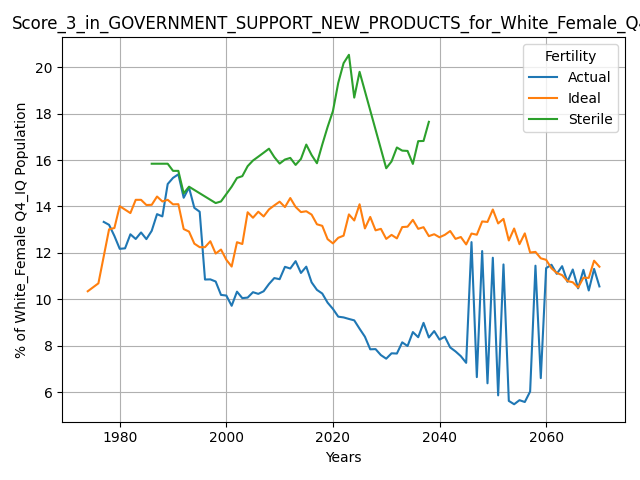 Score_3_in_GOVERNMENT_SUPPORT_NEW_PRODUCTS_for_White_Female_Q4
Fertility
Actual
Ideal
Sterile
% of White_Female Q4_IQ Population
20
18
16
14
12
10
8
6
1980
2000
2020
2040
2060
Years